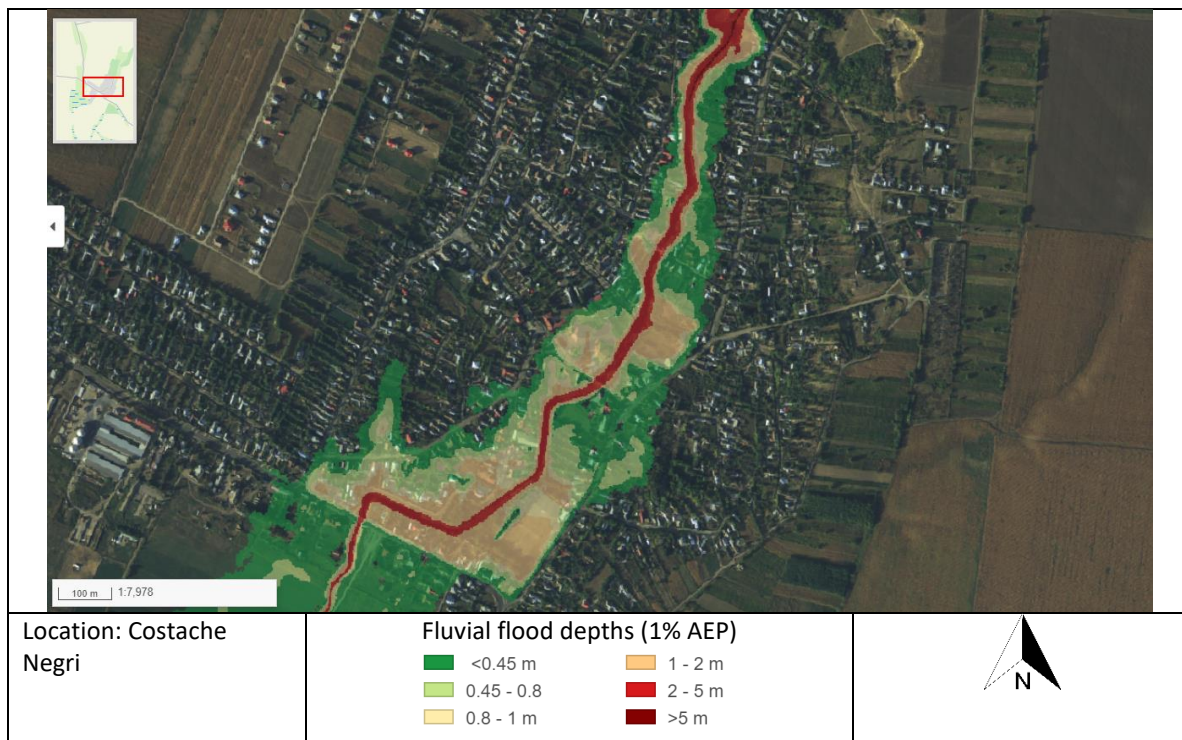 100 m 1:7,978
Location: Costache
Negri
Fluvial flood depths (1% AEP)
<0.45 m
0.45 - 0.8
0.8 - 1 m
1 - 2 m
2 - 5 m
>5 m
N